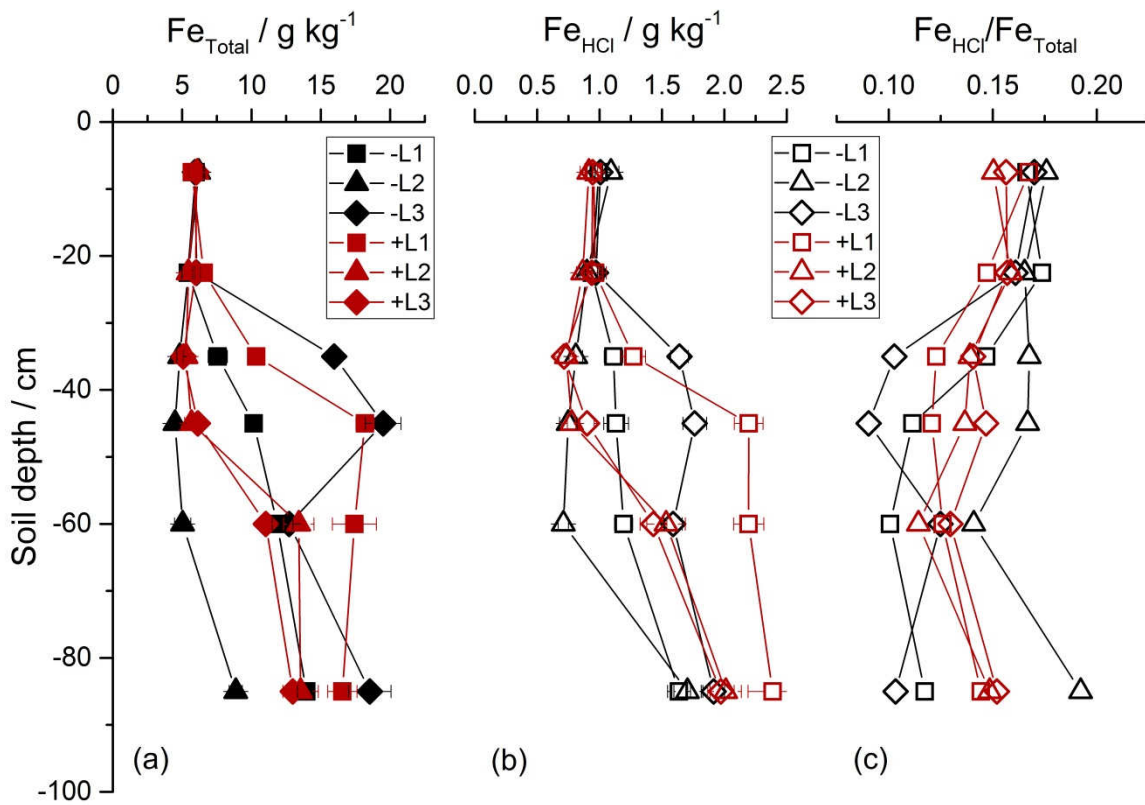 Fe_Total / g kg⁻¹
Fe_HCl / g kg⁻¹
Fe_HCl/Fe_Total
0 5 10 15 20
0.0 0.5 1.0 1.5 2.0 2.5
0.10 0.15 0.20
0
-20
-40
-60
-80
-100
Soil depth / cm
-L1
-L2
-L3
+L1
+L2
+L3
-L1
-L2
-L3
+L1
+L2
+L3
(a)
(b)
(c)